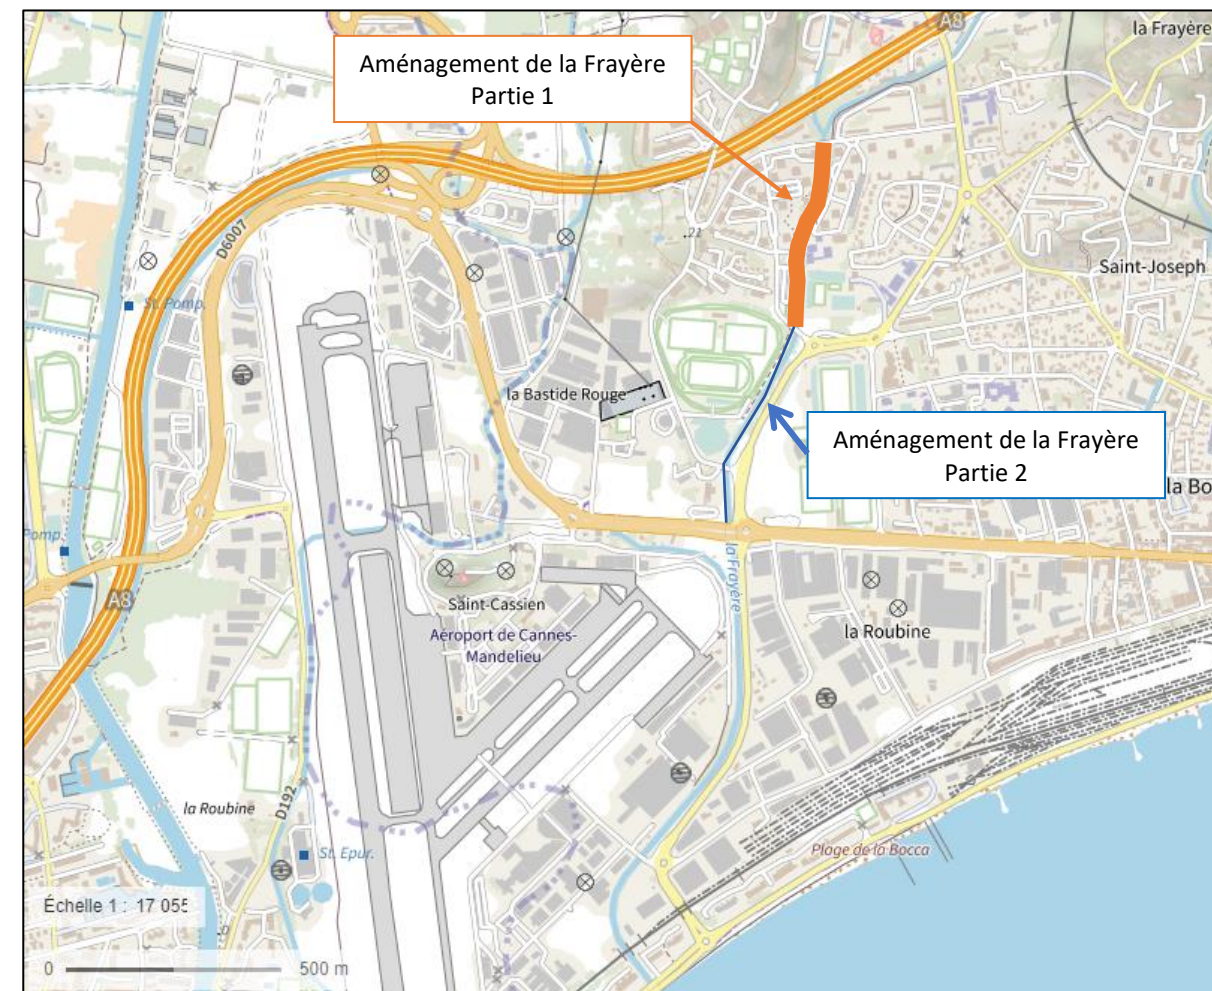 A8
la Frayère
Aménagement de la Frayère
Partie 1
D6007
21
Saint-Joseph
St. Pomp.
la Bastide Rouge
Aménagement de la Frayère
Partie 2
la Bo
Pomp.
la Frayère
A8
Saint-Cassien
Aéroport de Cannes-
Mandelieu
la Roubine
la Roubine
D192
St. Epur.
Plage de la Bocca
Échelle 1 : 17 055
0
500 m